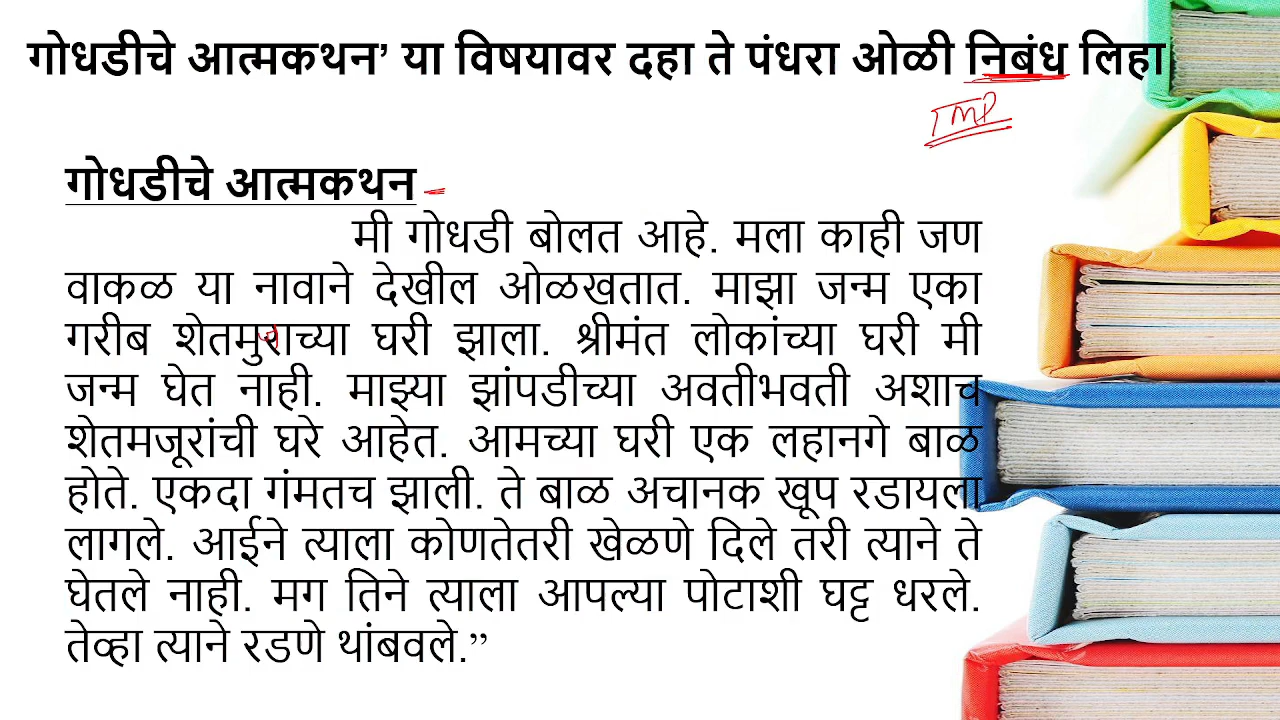 गोधडीचे आत्मकथन’ या विषयावर दहा ते पंधरा ओळी निबंध लिहा
IMP
गोधडीचे आत्मकथन
मी गोधडी बोलत आहे. मला काही जण
वाकळ या नावाने देखील ओळखतात. माझा जन्म एका
गरीब शेतमुराच्या घरी झाला. श्रीमंत लोकांच्या घरी मी
जन्म घेत नाही. माझ्या झांपडीच्या अवतीभवती अशाच
शेतमजूरांची घरे आहेत. आमच्या घरी एक लहानगे बाळ
होते. एकदा गंमतच झाली. ते बाळ अचानक खूप रडायला
लागले. आईने त्याला कोणतेतरी खेळणे दिले तरी त्याने ते
घेतले नाही. मग तिने त्याला आपल्या पोटाशी घट्ट धरले.
तेव्हा त्याने रडणे थांबवले.”